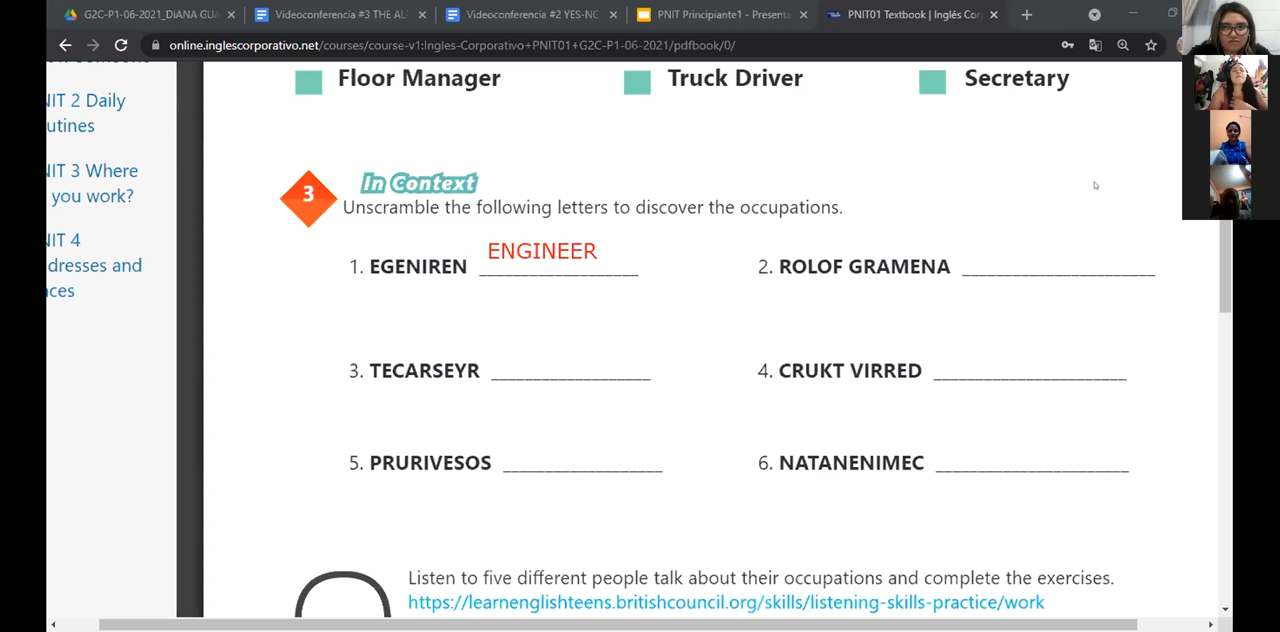 G2C-P1-06-2021_DIANA GUA
Videoconferencia #3 THE AL
Videoconferencia #2 YES-NO
PNIT Principiante1 - Presenta
PNIT01 Textbook | Inglés Cor
online.inglescorporativo.net/courses/course-v1:Ingles-Corporativo+PNIT01+G2C-P1-06-2021/pdfbook/0/
NIT 2 Daily
utines
NIT 3 Where
you work?
NIT 4
dresses and
ces
Floor Manager
Truck Driver
Secretary
3
In Context
Unscramble the following letters to discover the occupations.
1. EGENIREN ENGINEER
2. ROLOF GRAMENA
3. TECARSEYR
4. CRUKT VIRRED
5. PRURIVESOS
6. NATANENIMEC
Listen to five different people talk about their occupations and complete the exercises.
https://learnenglishteens.britishcouncil.org/skills/listening-skills-practice/work